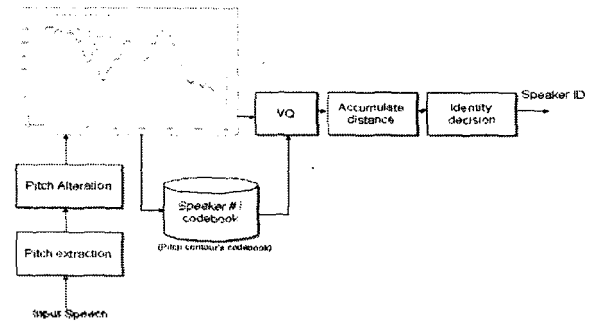 Speaker ID
VQ
Accumulate
distance
Identity
decision
Pitch Alteration
Speaker # i
codebook
(Pitch contour's codebook)
Pitch extraction
Input Speech